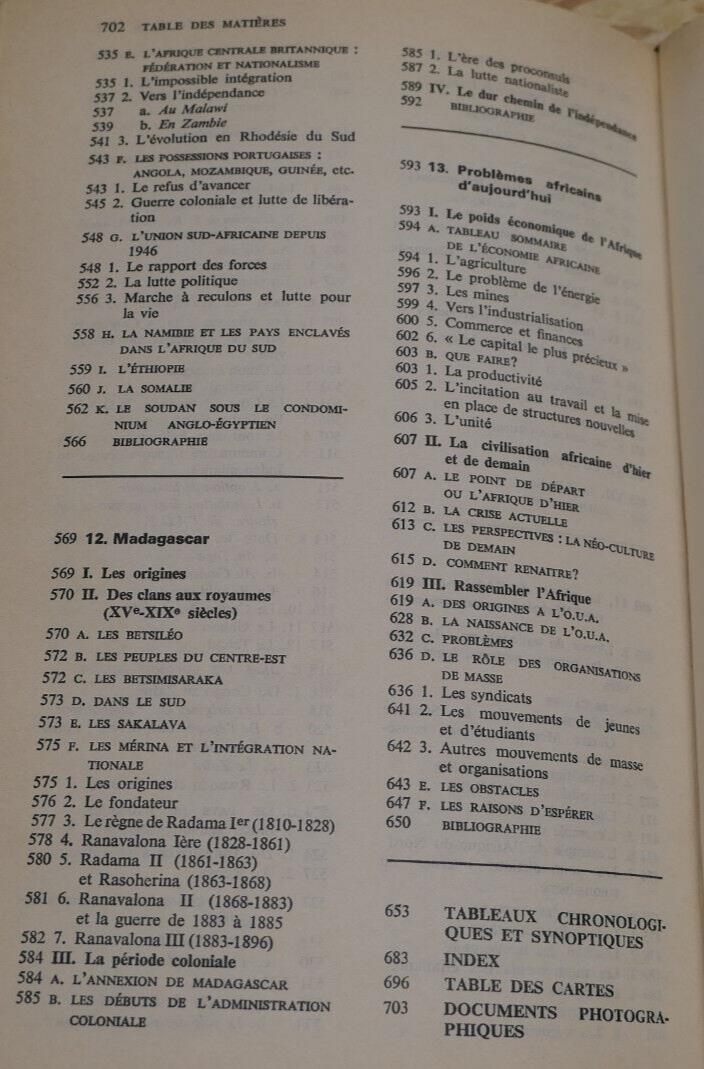 702 TABLE DES MATIÈRES
535 E. L'AFRIQUE CENTRALE BRITANNIQUE :
FÉDÉRATION ET NATIONALISME
535 1. L'impossible intégration
537 2. Vers l'indépendance
537 a. Au Malawi
539 b. En Zambie
541 3. L'évolution en Rhodésie du Sud
543 F. LES POSSESSIONS PORTUGAISES :
ANGOLA, MOZAMBIQUE, GUINÉE, etc.
543 1. Le refus d'avancer
545 2. Guerre coloniale et lutte de libéra-
tion
548 G. L'UNION SUD-AFRICAINE DEPUIS
1946
548 1. Le rapport des forces
552 2. La lutte politique
556 3. Marche à reculons et lutte pour
la vie
558 H. LA NAMIBIE ET LES PAYS ENCLAVÉS
DANS L'AFRIQUE DU SUD
559 I. L'ÉTHIOPIE
560 J. LA SOMALIE
562 K. LE SOUDAN SOUS LE CONDOMI-
NIUM ANGLO-ÉGYPTIEN
566 BIBLIOGRAPHIE
569 12. Madagascar
569 I. Les origines
570 II. Des clans aux royaumes
(XVe-XIXe siècles)
570 A. LES BETSILÉO
572 B. LES PEUPLES DU CENTRE-EST
572 C. LES BETSIMISARAKA
573 D. DANS LE SUD
573 E. LES SAKALAVA
575 F. LES MÉRINA ET L'INTÉGRATION NA-
TIONALE
575 1. Les origines
576 2. Le fondateur
577 3. Le règne de Radama Ier (1810-1828)
578 4. Ranavalona Ière (1828-1861)
580 5. Radama II (1861-1863)
et Rasoherina (1863-1868)
581 6. Ranavalona II (1868-1883)
et la guerre de 1883 à 1885
582 7. Ranavalona III (1883-1896)
584 III. La période coloniale
584 A. L'ANNEXION DE MADAGASCAR
585 B. LES DÉBUTS DE L'ADMINISTRATION
COLONIALE
585 1. L'ère des proconsuls
587 2. La lutte nationaliste
589 IV. Le dur chemin de l'indépendance
592 BIBLIOGRAPHIE
593 13. Problèmes africains
d'aujourd'hui
593 I. Le poids économique de l'Afrique
594 A. TABLEAU SOMMAIRE
DE L'ÉCONOMIE AFRICAINE
594 1. L'agriculture
596 2. Le problème de l'énergie
597 3. Les mines
599 4. Vers l'industrialisation
600 5. Commerce et finances
602 6. « Le capital le plus précieux »
603 B. QUE FAIRE?
603 1. La productivité
605 2. L'incitation au travail et la mise
en place de structures nouvelles
606 3. L'unité
607 II. La civilisation africaine d'hier
et de demain
607 A. LE POINT DE DÉPART
OU L'AFRIQUE D'HIER
612 B. LA CRISE ACTUELLE
613 C. LES PERSPECTIVES : LA NÉO-CULTURE
DE DEMAIN
615 D. COMMENT RENAITRE?
619 III. Rassembler l'Afrique
619 A. DES ORIGINES A L'O.U.A.
628 B. LA NAISSANCE DE L'O.U.A.
632 C. PROBLÈMES
636 D. LE RÔLE DES ORGANISATIONS
DE MASSE
636 1. Les syndicats
641 2. Les mouvements de jeunes
et d'étudiants
642 3. Autres mouvements de masse
et organisations
643 E. LES OBSTACLES
647 F. LES RAISONS D'ESPÉRER
650 BIBLIOGRAPHIE
653 TABLEAUX CHRONOLOGI-
QUES ET SYNOPTIQUES
683 INDEX
696 TABLE DES CARTES
703 DOCUMENTS PHOTOGRA-
PHIQUES